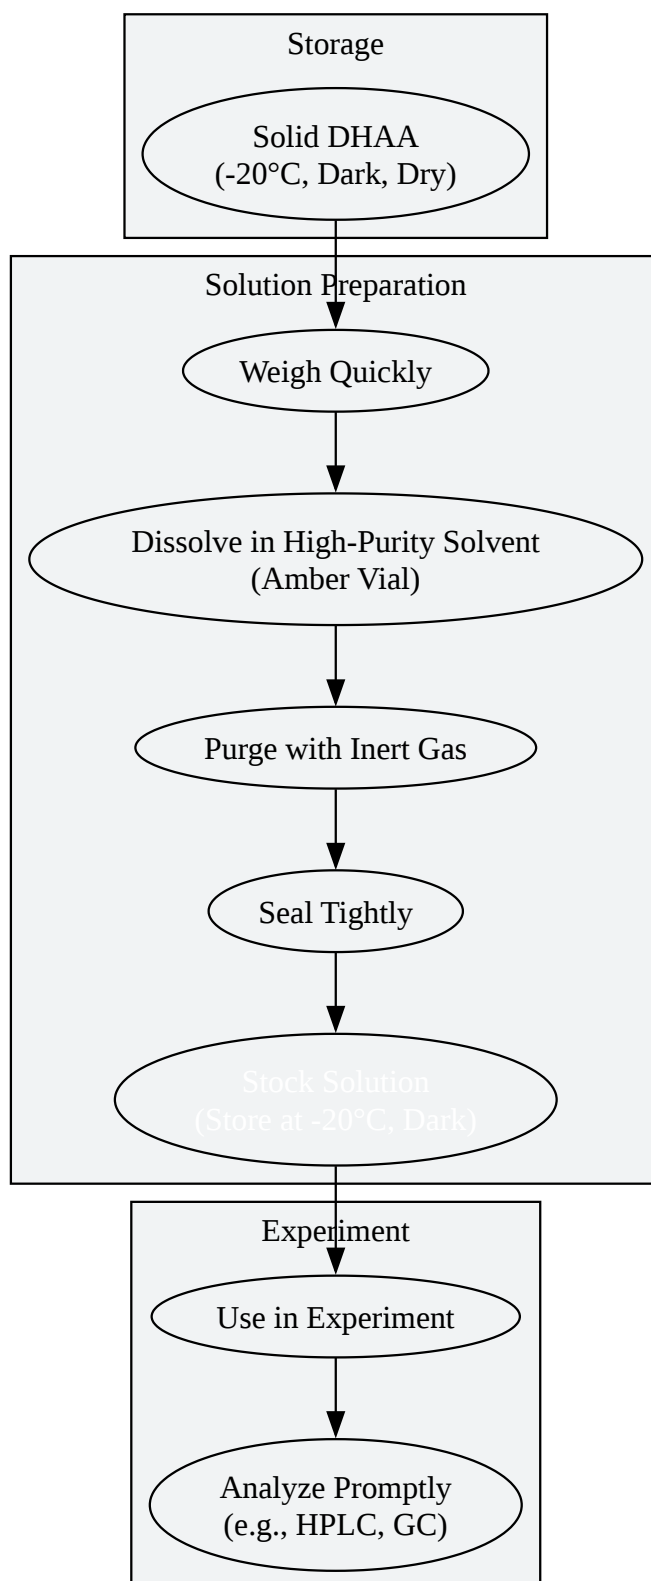 Storage
Solid DHAA
(-20°C, Dark, Dry)
Solution Preparation
Weigh Quickly
Dissolve in High-Purity Solvent
(Amber Vial)
Purge with Inert Gas
Seal Tightly
Stock Solution
(Store at -20°C, Dark)
Experiment
Use in Experiment
Analyze Promptly
(e.g., HPLC, GC)